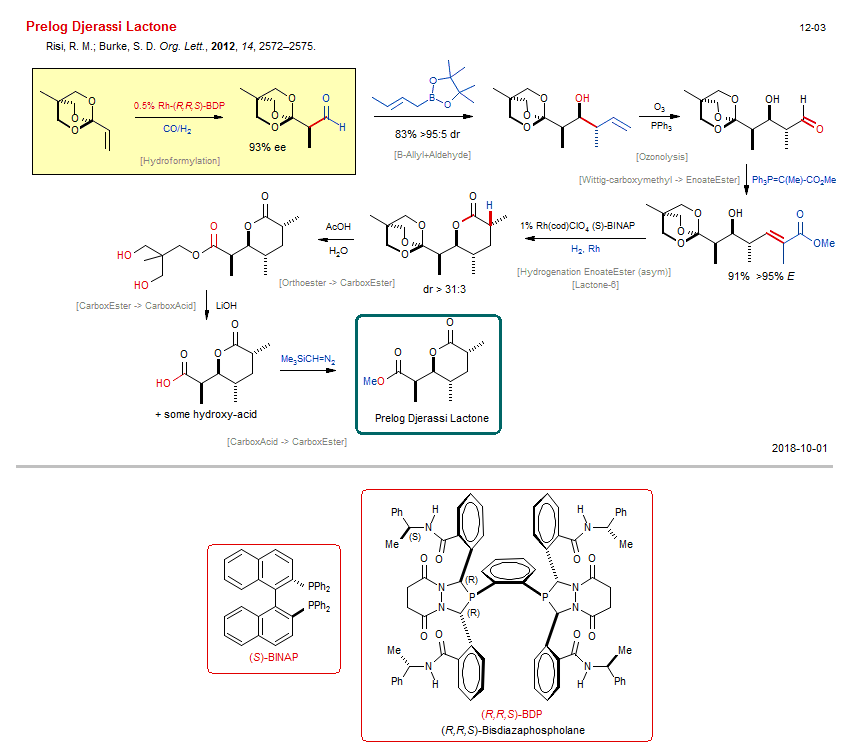 Prelog Djerassi Lactone
12-03
Risi, R. M.; Burke, S. D. Org. Lett., 2012, 14, 2572–2575.
O
O
O
0.5% Rh-(R,R,S)-BDP
CO/H2
[Hydroformylation]
O
O
O
O
H
93% ee
O
B
O
83% >95:5 dr
[B-Allyl+Aldehyde]
O
O
O
OH
O3
PPh3
[Ozonolysis]
O
O
O
OH
H
O
[Wittig-carboxymethyl -> EnoateEster]
Ph3P=C(Me)-CO2Me
O
O
O
OH
O
OMe
91% >95% E
1% Rh(cod)ClO4 (S)-BINAP
H2, Rh
[Hydrogenation EnoateEster (asym)]
[Lactone-6]
O
O
O
O
O
H
dr > 31:3
AcOH
H2O
[Orthoester -> CarboxEster]
HO
HO
O
O
O
O
[CarboxEster -> CarboxAcid]
LiOH
O
HO
O
O
+ some hydroxy-acid
Me3SiCH=N2
[CarboxAcid -> CarboxEster]
O
MeO
O
O
Prelog Djerassi Lactone
2018-10-01
PPh2
PPh2
(S)-BINAP
Ph
H
N
Me
(S)
O
O
N
N
O
(R)
P
(R)
O
Me
N
Ph
H
H
N
Ph
Me
O
O
P
N
N
O
O
Me
N
H
Ph
(R,R,S)-BDP
(R,R,S)-Bisdiazaphospholane